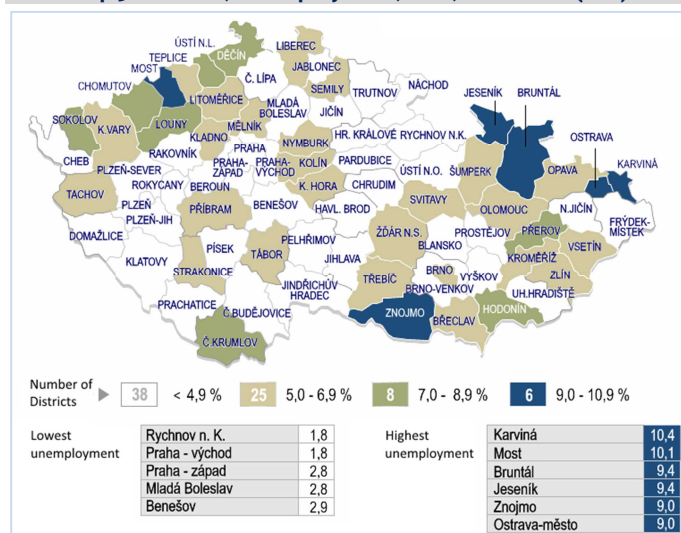 ÚSTÍ N.L.
DĚČÍN
LIBEREC
TEPLICE
MOST
JABLONEC
Č. LÍPA
CHOMUTOV
SEMILY
TRUTNOV
NÁCHOD
JESENÍK
BRUNTÁL
LITOMĚŘICE
MLADÁ
BOLESLAV
JIČÍN
SOKOLOV
K.VARY
LOUNY
MĚLNÍK
KLADNO
HR. KRÁLOVÉ
RYCHNOV N.K.
OSTRAVA
NYMBURK
PRAHA
RAKOVNÍK
CHEB
PRAHA-
ZÁPAD
PRAHA-
VÝCHOD
KOLÍN
PARDUBICE
KARVINÁ
PLZEŇ-SEVER
ÚSTÍ N.O.
ŠUMPERK
OPAVA
ROKYCANY
BEROUN
K. HORA
CHRUDIM
TACHOV
PLZEŇ
PŘÍBRAM
BENEŠOV
HAVL. BROD
SVITAVY
OLOMOUC
N.JIČÍN
PLZEŇ-JIH
FRÝDEK-
MÍSTEK
DOMAŽLICE
PÍSEK
PELHŘIMOV
ŽĎÁR N.S.
PROSTĚJOV
PŘEROV
BLANSKO
VSETÍN
KLATOVY
TÁBOR
JIHLAVA
KROMĚŘÍŽ
STRAKONICE
TŘEBÍČ
BRNO
VYŠKOV
ZLÍN
JINDŘICHŮV
HRADEC
BRNO-VENKOV
UH.HRADIŠTĚ
PRACHATICE
Č.BUDĚJOVICE
ZNOJMO
BŘECLAV
HODONÍN
Č.KRUMLOV
Number of
Districts
38 < 4,9 % 25 5,0 - 6,9 % 8 7,0 - 8,9 % 6 9,0 - 10,9 %
Lowest
unemployment
Rychnov n. K. 1,8
Praha - východ 1,8
Praha - západ 2,8
Mladá Boleslav 2,8
Benešov 2,9
Highest
unemployment
Karviná 10,4
Most 10,1
Bruntál 9,4
Jeseník 9,4
Znojmo 9,0
Ostrava-město 9,0